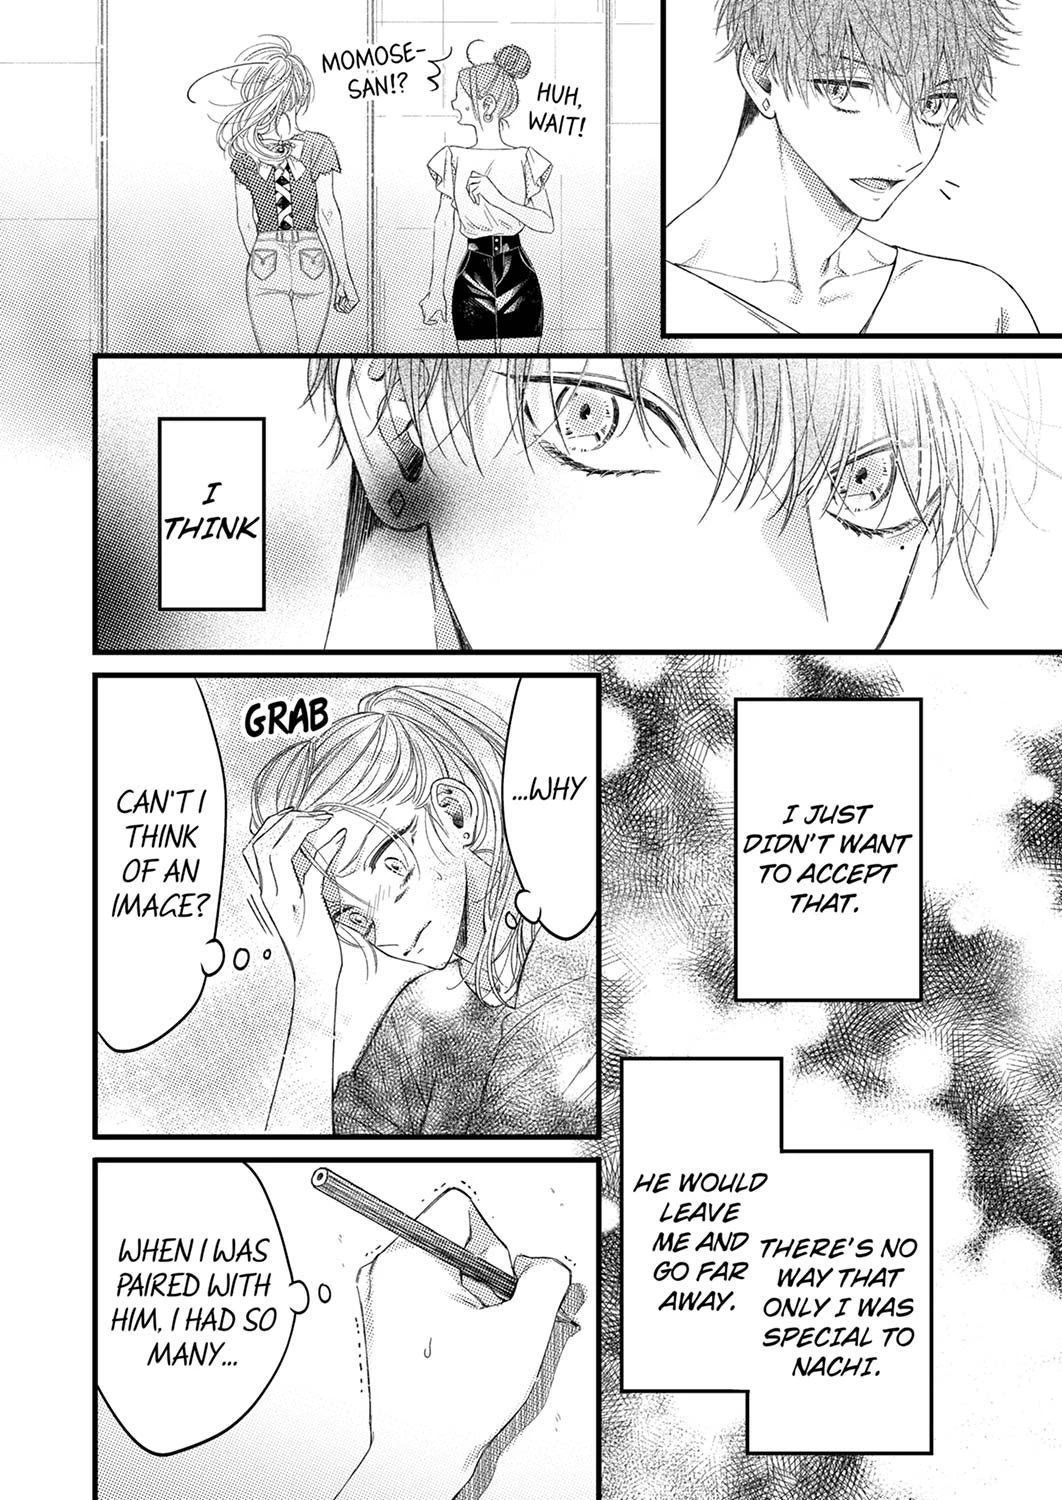 HUH,
WAIT!
MOMOSE-
SAN!?
I
THINK
I JUST
DIDN'T WANT
TO ACCEPT
THAT.
THERE'S NO
WAY THAT
ONLY I WAS
SPECIAL TO
NACHI.
HE WOULD
LEAVE
ME AND
GO FAR
AWAY.
...WHY
GRAB
CAN'T I
THINK
OF AN
IMAGE?
WHEN I WAS
PAIRED WITH
HIM, I HAD SO
MANY...